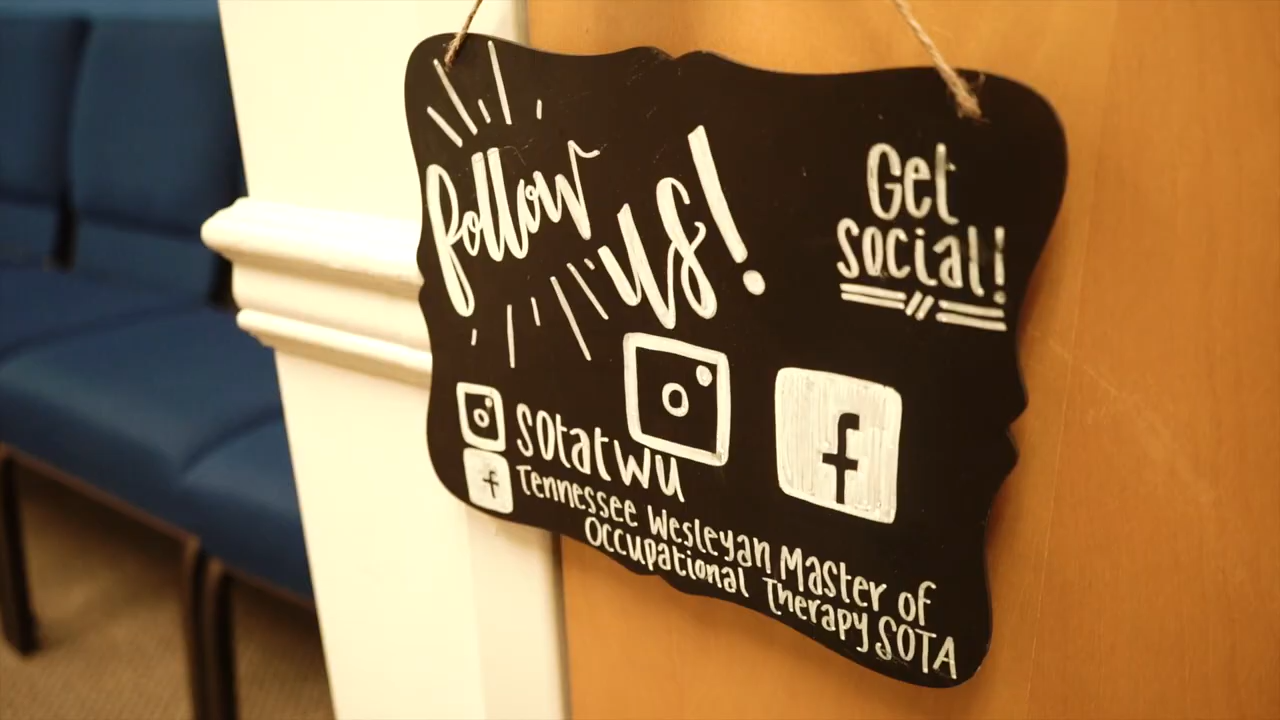 follow
us!
Get
Social!
SOtatWU
Tennessee Wesleyan Master of
Occupational Therapy SOTA